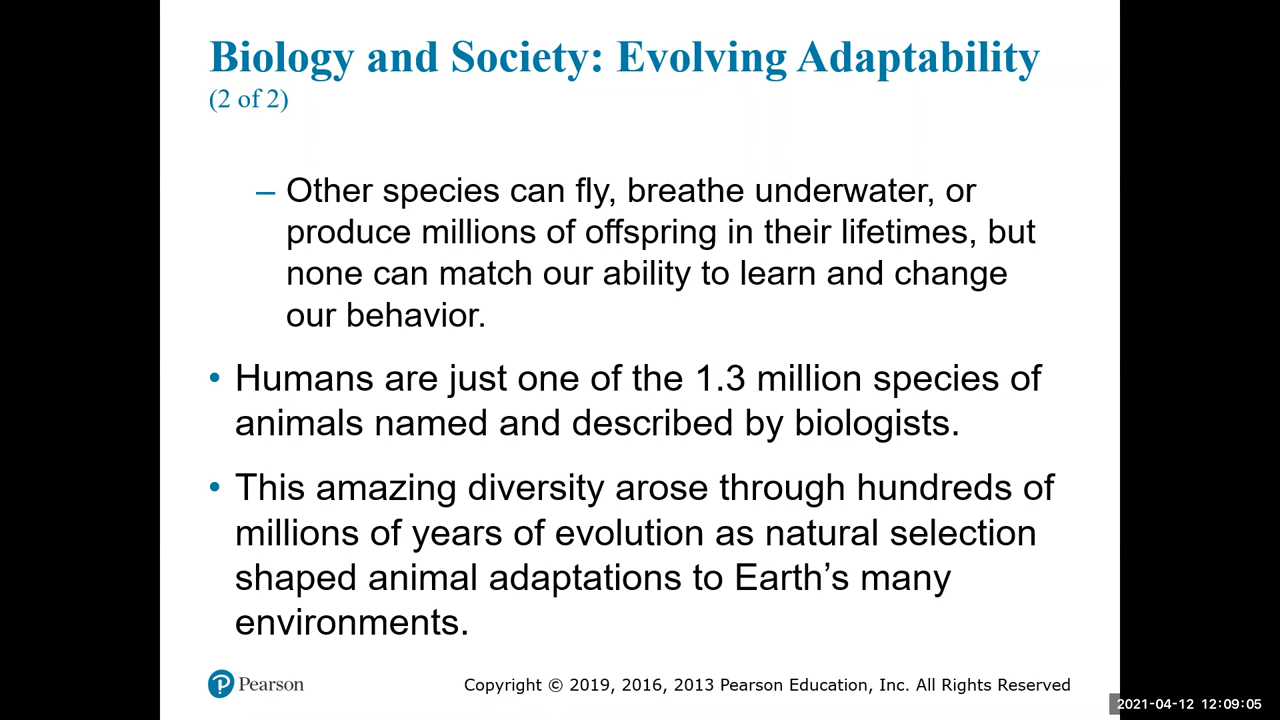 Biology and Society: Evolving Adaptability
(2 of 2)
– Other species can fly, breathe underwater, or
produce millions of offspring in their lifetimes, but
none can match our ability to learn and change
our behavior.
• Humans are just one of the 1.3 million species of
animals named and described by biologists.
• This amazing diversity arose through hundreds of
millions of years of evolution as natural selection
shaped animal adaptations to Earth’s many
environments.
P Pearson
Copyright © 2019, 2016, 2013 Pearson Education, Inc. All Rights Reserved
2021-04-12 12:09:05